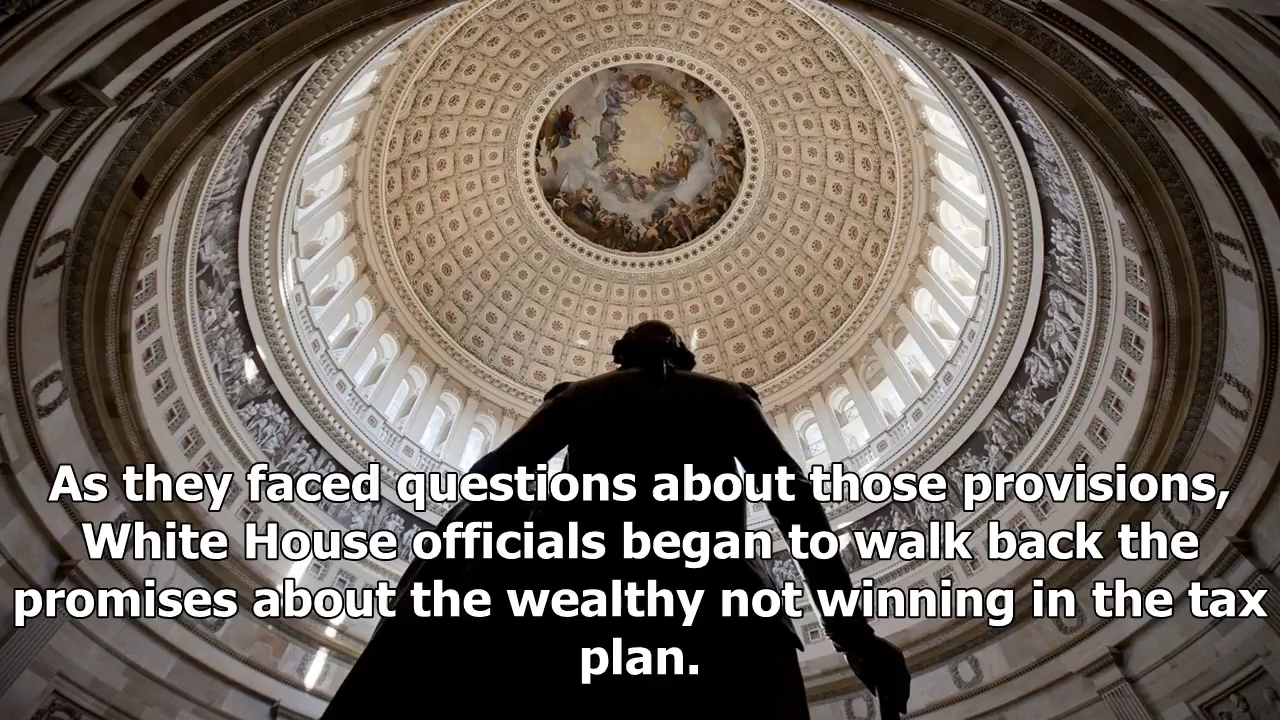 As they faced questions about those provisions,
White House officials began to walk back the
promises about the wealthy not winning in the tax
plan.